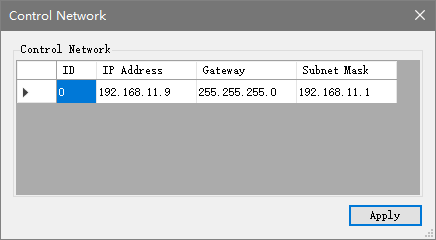 Control Network
Control Network
ID IP Address Gateway Subnet Mask
0 192.168.11.9 255.255.255.0 192.168.11.1
Apply